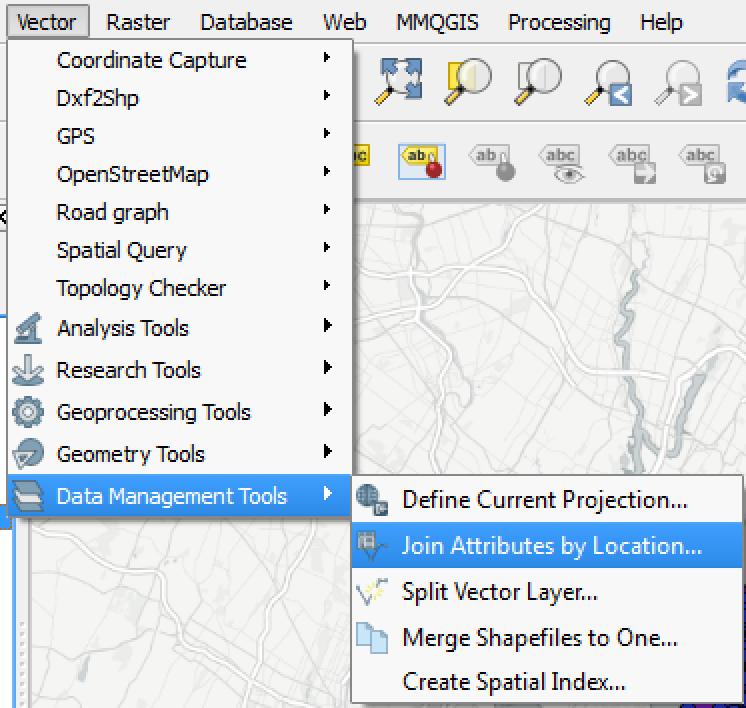 Vector Raster Database Web MMQGIS Processing Help
Coordinate Capture
Dxf2Shp
GPS
OpenStreetMap
Road graph
Spatial Query
Topology Checker
Analysis Tools
Research Tools
Geoprocessing Tools
Geometry Tools
Data Management Tools
abc abc abc abc
Define Current Projection...
Join Attributes by Location...
Split Vector Layer...
Merge Shapefiles to One...
Create Spatial Index...